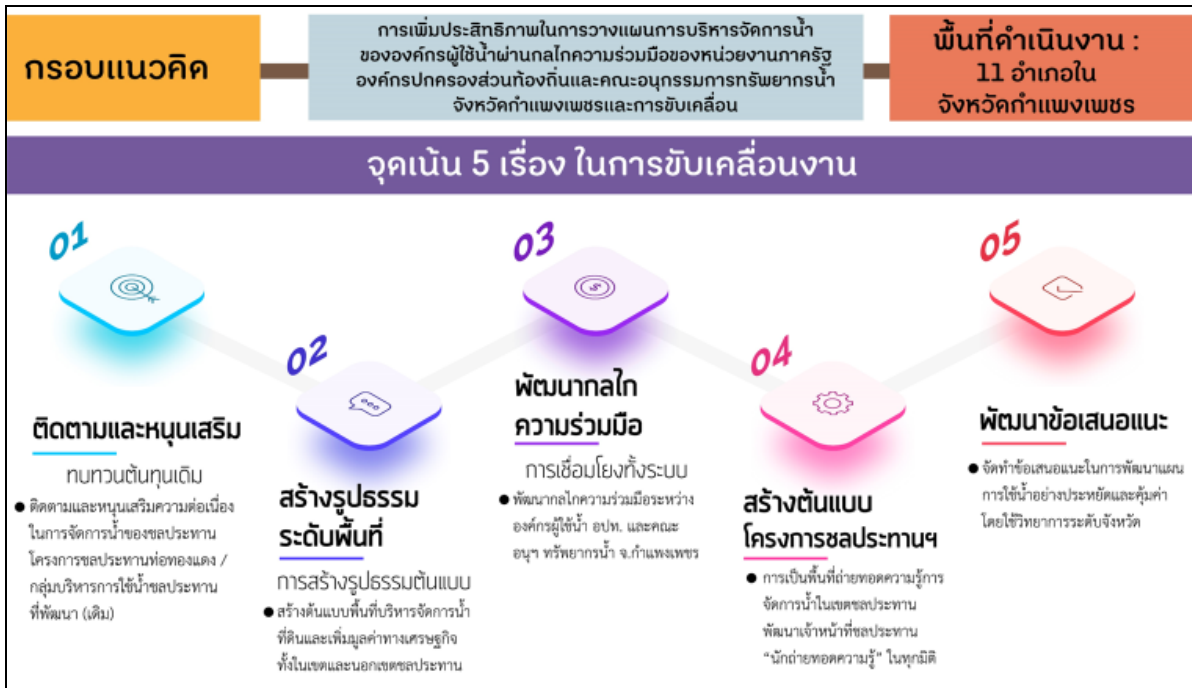 กรอบแนวคิด
การเพิ่มประสิทธิภาพในการวางแผนการบริหารจัดการน้ำ
ขององค์กรผู้ใช้น้ำผ่านกลไกความร่วมมือของหน่วยงานภาครัฐ
องค์กรปกครองส่วนท้องถิ่นและคณะอนุกรรมการทรัพยากรน้ำ
จังหวัดกำแพงเพชรและการขับเคลื่อน
พื้นที่ดำเนินงาน :
11 อำเภอใน
จังหวัดกำแพงเพชร
จุดเน้น 5 เรื่อง ในการขับเคลื่อนงาน
01
ติดตามและหนุนเสริม
ทบทวนต้นทุนเดิม
● ติดตามและหนุนเสริมความต่อเนื่อง
ในการจัดการน้ำของชลประทาน
โครงการชลประทานท่อทองแดง /
กลุ่มบริหารการใช้น้ำชลประทาน
ที่พัฒนา (เดิม)
02
สร้างรูปธรรม
ระดับพื้นที่
การสร้างรูปธรรมต้นแบบ
● สร้างต้นแบบพื้นที่บริหารจัดการน้ำ
ที่ดินและเพิ่มมูลค่าทางเศรษฐกิจ
ทั้งในเขตและนอกเขตชลประทาน
03
พัฒนากลไก
ความร่วมมือ
การเชื่อมโยงทั้งระบบ
● พัฒนากลไกความร่วมมือระหว่าง
องค์กรผู้ใช้น้ำ อปท. และคณะ
อนุฯ ทรัพยากรน้ำ จ.กำแพงเพชร
04
สร้างต้นแบบ
โครงการชลประทานฯ
● การเป็นพื้นที่ถ่ายทอดความรู้การ
จัดการน้ำในเขตชลประทาน
พัฒนาเจ้าหน้าที่ชลประทาน
“นักถ่ายทอดความรู้” ในทุกมิติ
05
พัฒนาข้อเสนอแนะ
● จัดทำข้อเสนอแนะในการพัฒนาแผน
การใช้น้ำอย่างประหยัดและคุ้มค่า
โดยใช้วิทยาการระดับจังหวัด